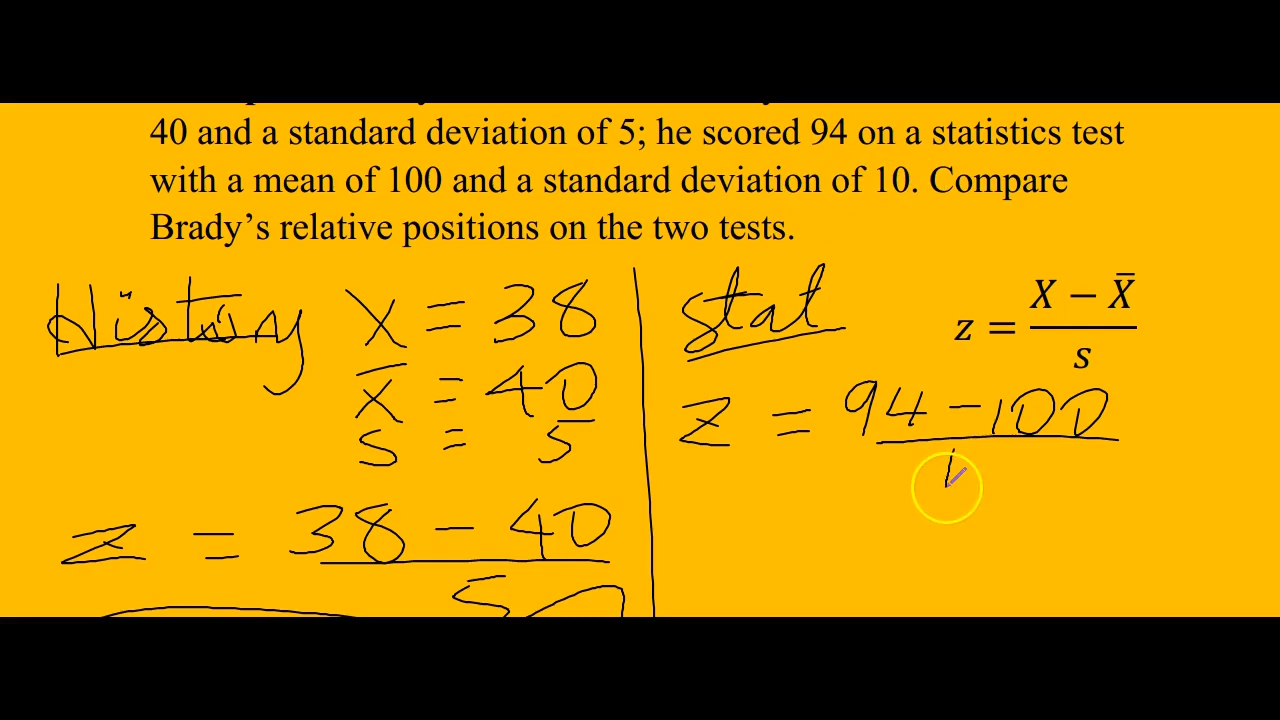 40 and a standard deviation of 5; he scored 94 on a statistics test
with a mean of 100 and a standard deviation of 10. Compare
Brady’s relative positions on the two tests.
History X = 38
X̄ = 40
s = 5
z = 38 - 40
5
Stat
z = X − X̄
s
z = 94 - 100
1